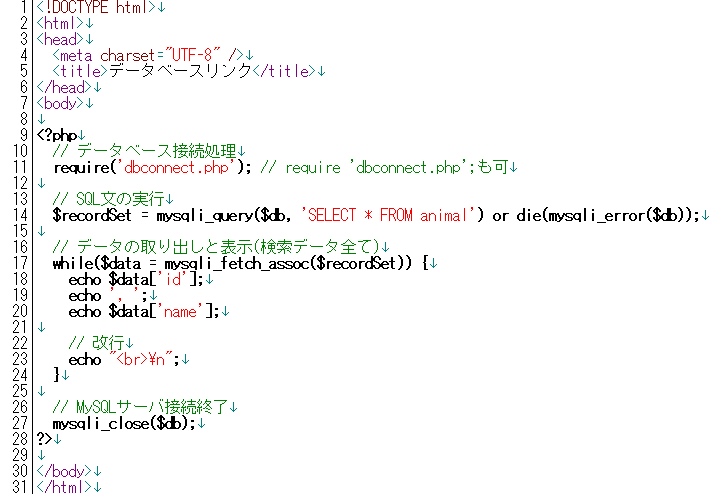 1 <!DOCTYPE html>↓
2 <html>↓
3 <head>↓
4   <meta charset="UTF-8" />↓
5   <title>データベースリンク</title>↓
6 </head>↓
7 <body>↓
8 ↓
9 <?php↓
10   // データベース接続処理↓
11   require('dbconnect.php'); // require 'dbconnect.php';も可↓
12 ↓
13   // SQL文の実行↓
14   $recordSet = mysqli_query($db, 'SELECT * FROM animal') or die(mysqli_error($db));↓
15 ↓
16   // データの取り出しと表示(検索データ全て)↓
17   while($data = mysqli_fetch_assoc($recordSet)) {↓
18     echo $data['id'];↓
19     echo ', ';↓
20     echo $data['name'];↓
21 ↓
22     // 改行↓
23     echo "<br>¥n";↓
24   }↓
25 ↓
26   // MySQLサーバ接続終了↓
27   mysqli_close($db);↓
28 ?>↓
29 ↓
30 </body>↓
31 </html>↓